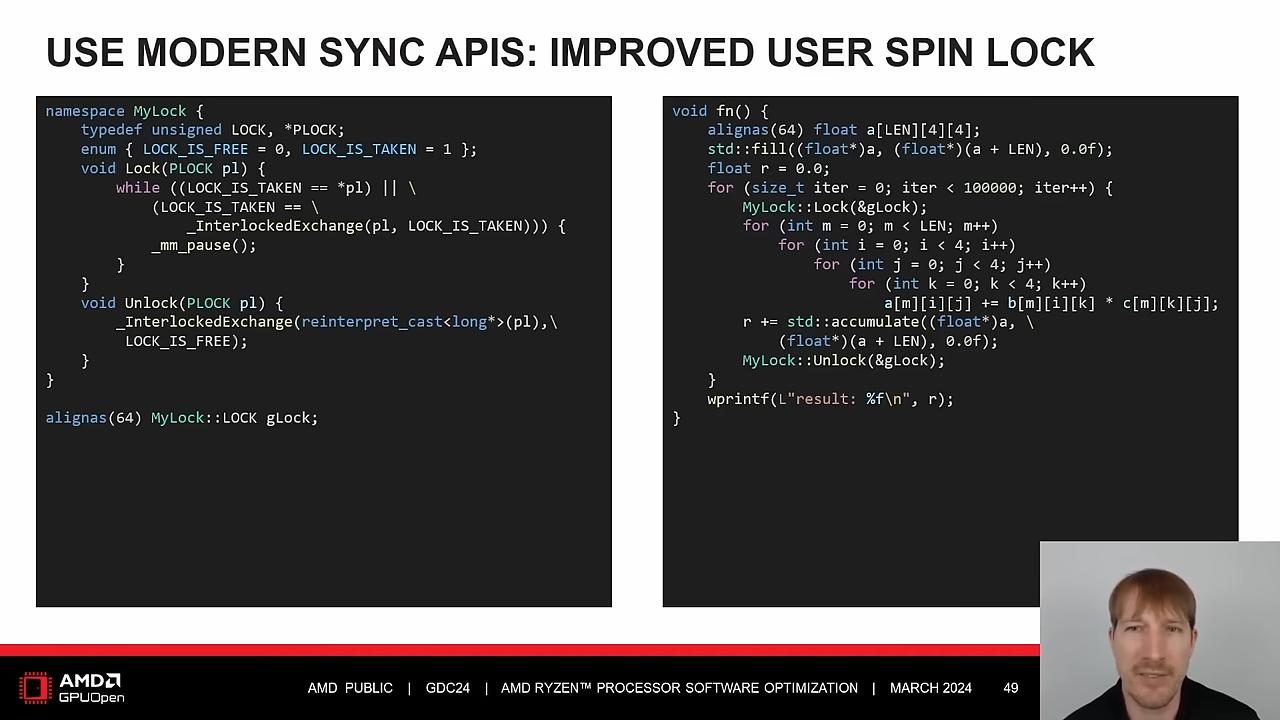 USE MODERN SYNC APIS: IMPROVED USER SPIN LOCK
namespace MyLock {
    typedef unsigned LOCK, *PLOCK;
    enum { LOCK_IS_FREE = 0, LOCK_IS_TAKEN = 1 };
    void Lock(PLOCK pl) {
        while ((LOCK_IS_TAKEN == *pl) || \
            (LOCK_IS_TAKEN == \
                _InterlockedExchange(pl, LOCK_IS_TAKEN))) {
            _mm_pause();
        }
    }
    void Unlock(PLOCK pl) {
        _InterlockedExchange(reinterpret_cast<long*>(pl),\
         LOCK_IS_FREE);
    }
}
alignas(64) MyLock::LOCK gLock;
void fn() {
    alignas(64) float a[LEN][4][4];
    std::fill((float*)a, (float*)(a + LEN), 0.0f);
    float r = 0.0;
    for (size_t iter = 0; iter < 100000; iter++) {
        MyLock::Lock(&gLock);
        for (int m = 0; m < LEN; m++)
            for (int i = 0; i < 4; i++)
                for (int j = 0; j < 4; j++)
                    for (int k = 0; k < 4; k++)
                        a[m][i][j] += b[m][i][k] * c[m][k][j];
        r += std::accumulate((float*)a, \
            (float*)(a + LEN), 0.0f);
        MyLock::Unlock(&gLock);
    }
    wprintf(L"result: %f\n", r);
}
AMD
GPUOpen
AMD PUBLIC | GDC24 | AMD RYZEN™ PROCESSOR SOFTWARE OPTIMIZATION | MARCH 2024 49